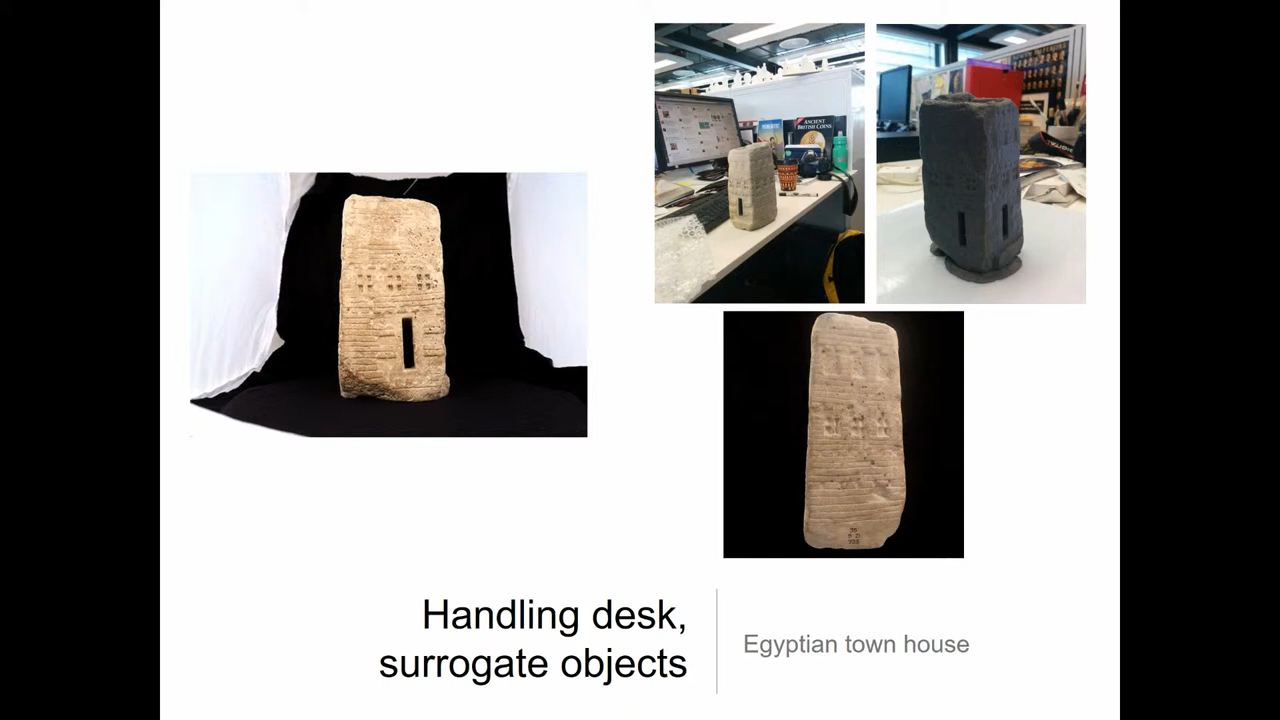 ANCIENT
BRITISH COINS
Handling desk,
surrogate objects
Egyptian town house